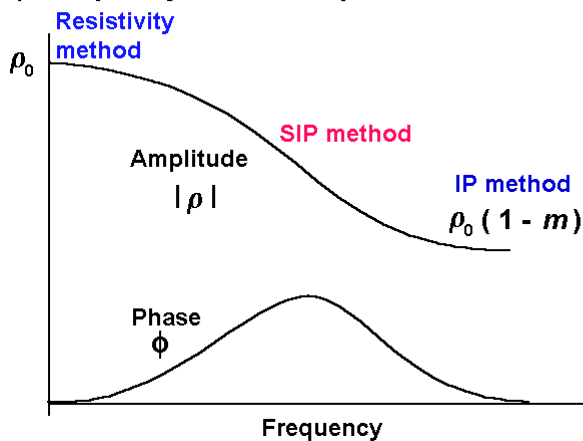 Resistivity
method
ρ₀
SIP method
Amplitude
|ρ|
IP method
ρ₀ ( 1 - m )
Phase
ϕ
Frequency